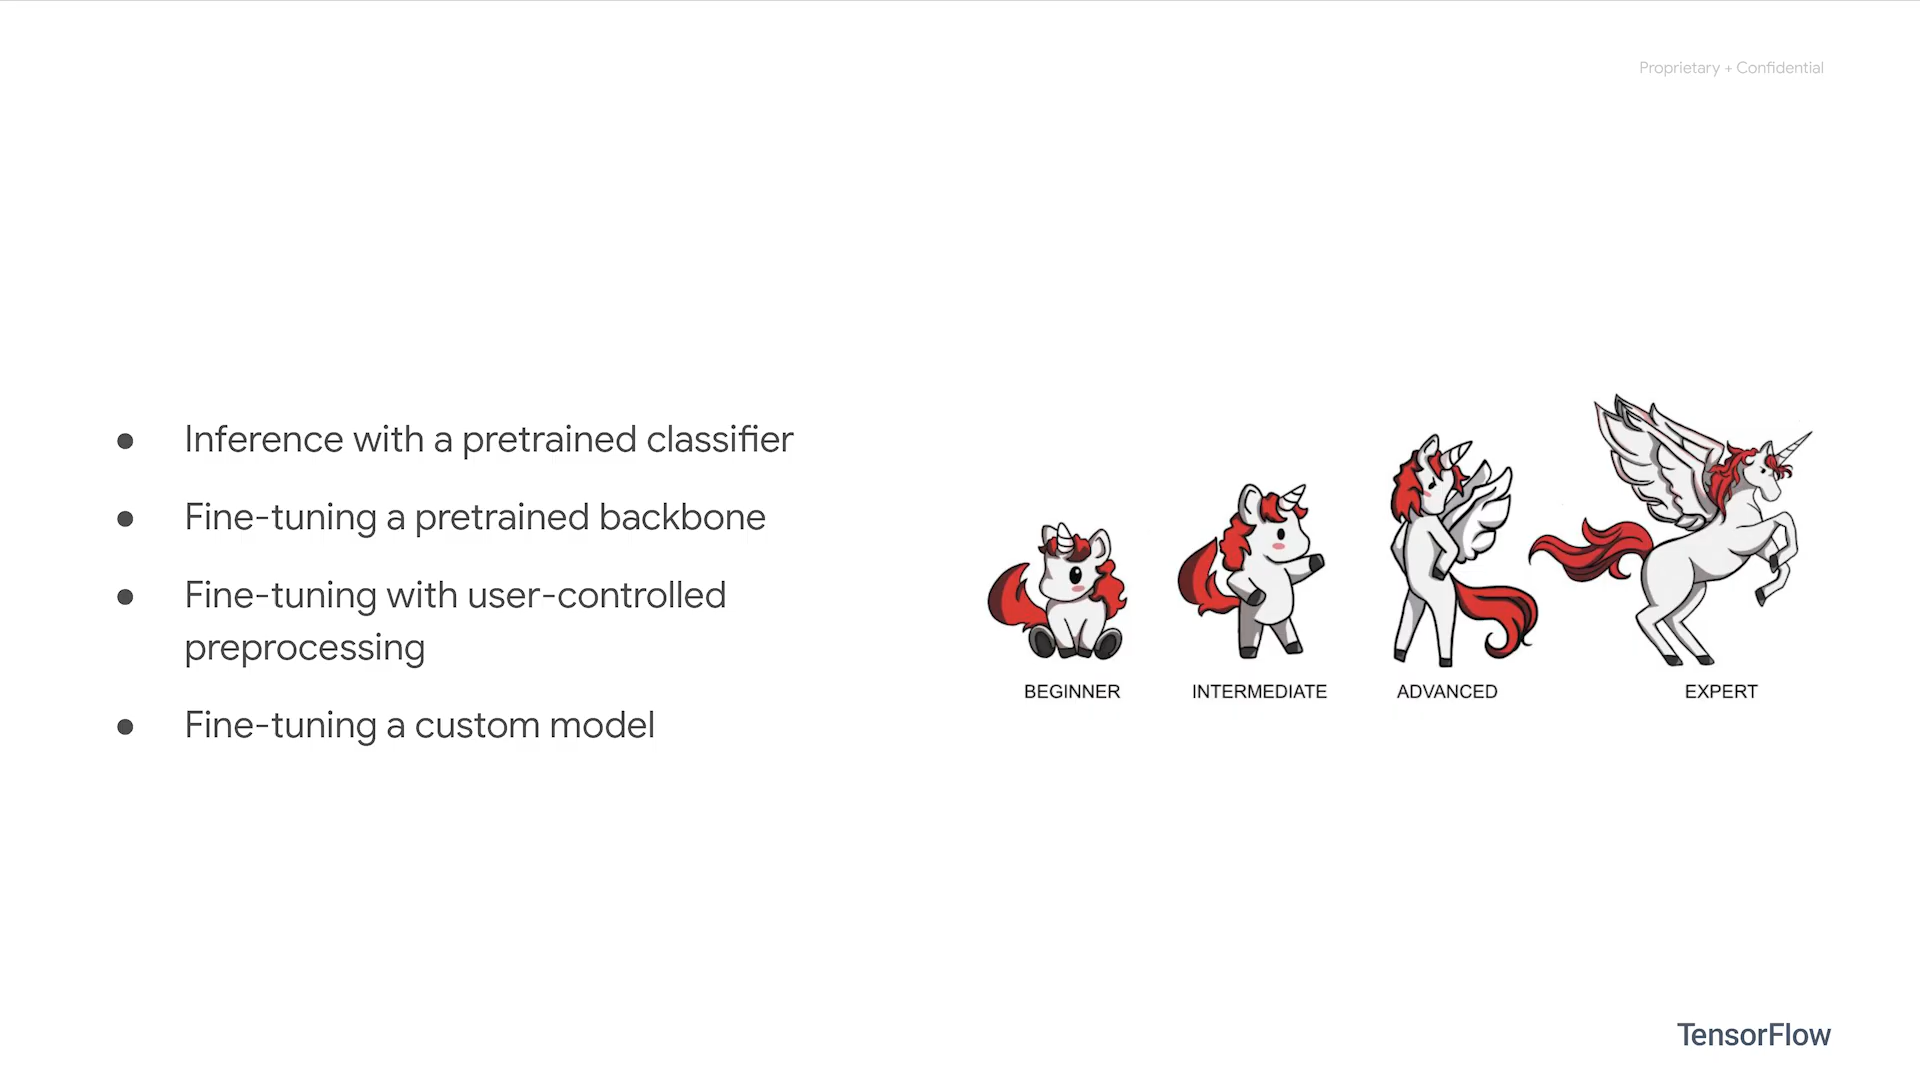 Proprietary + Confidential
● Inference with a pretrained classifier
● Fine-tuning a pretrained backbone
● Fine-tuning with user-controlled
preprocessing
● Fine-tuning a custom model
BEGINNER INTERMEDIATE ADVANCED EXPERT
TensorFlow